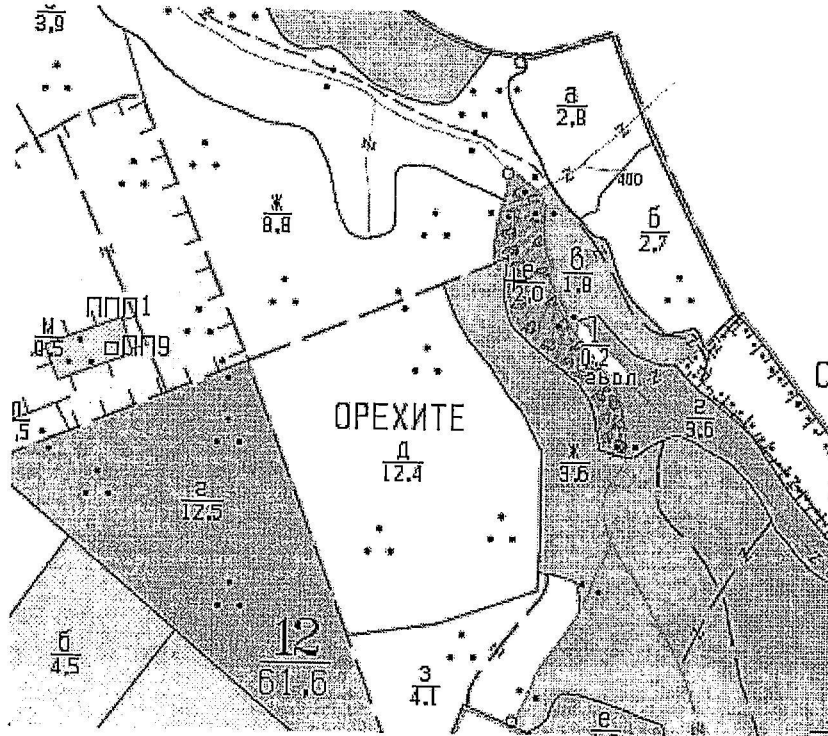 3,9
а
2,8
400
ж
8,8
б
2,7
в
1,8
2,0
ППП1
м
0,5
ПП9
1
0,2
ОРЕХИТЕ
д
12,4
г
3,6
ж
3,6
г
12,5
12
61,6
б
4,5
з
4,1
е